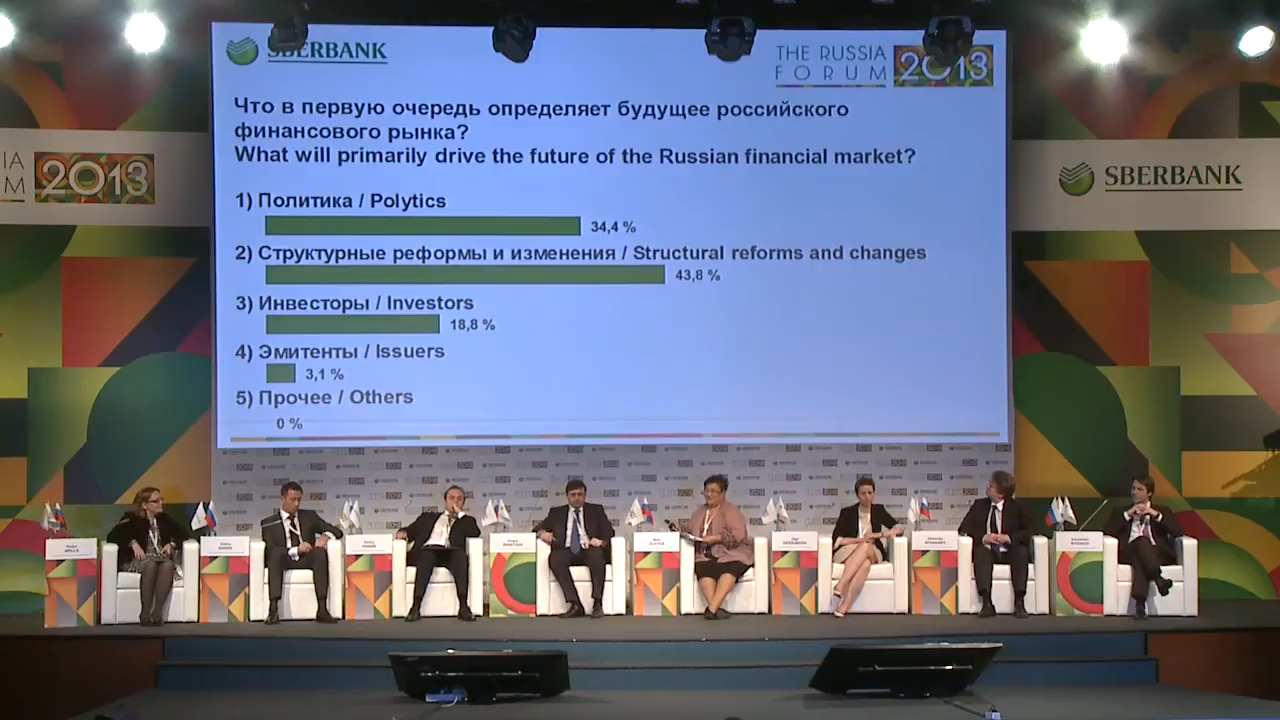 SBERBANK
THE RUSSIA
FORUM
2013
Что в первую очередь определяет будущее российского
финансового рынка?
What will primarily drive the future of the Russian financial market?
1) Политика / Polytics
34,4 %
2) Структурные реформы и изменения / Structural reforms and changes
43,8 %
3) Инвесторы / Investors
18,8 %
4) Эмитенты / Issuers
3,1 %
5) Прочее / Others
0 %
IA
M
2013
SBERBANK
WELLS